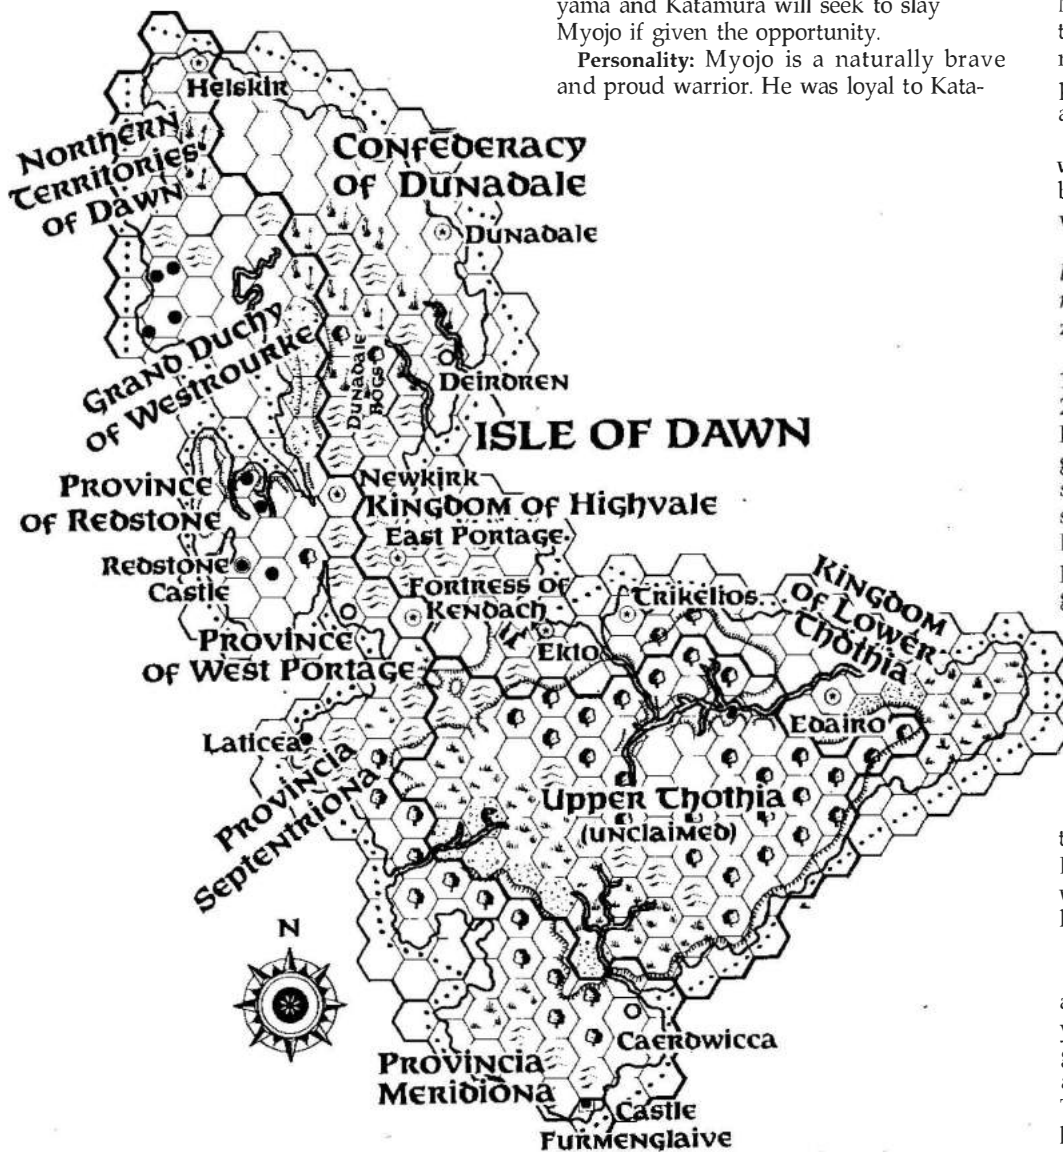 yama and Katamura will seek to slay
Myojo if given the opportunity.
Personality: Myojo is a naturally brave
and proud warrior. He was loyal to Kata-
Helskir
Northern
Territories
of Dawn
Confederacy
of Dunadale
Dunadale
Grand Duchy
of Westrourke
Dunadale
Bogs
Deirdren
ISLE OF DAWN
Province
of Redstone
Newkirk
Kingdom of Highvale
East Portage
Redstone
Castle
Fortress of
Kendach
Trikelios
Kingdom
of Lower
Thothia
Ekto
Province
of West Portage
Edairo
Laticea
Provincia
Septentriona
Upper Thothia
(unclaimed)
N
Caerdwicca
Provincia
Meridiona
Castle
Furmenglaive